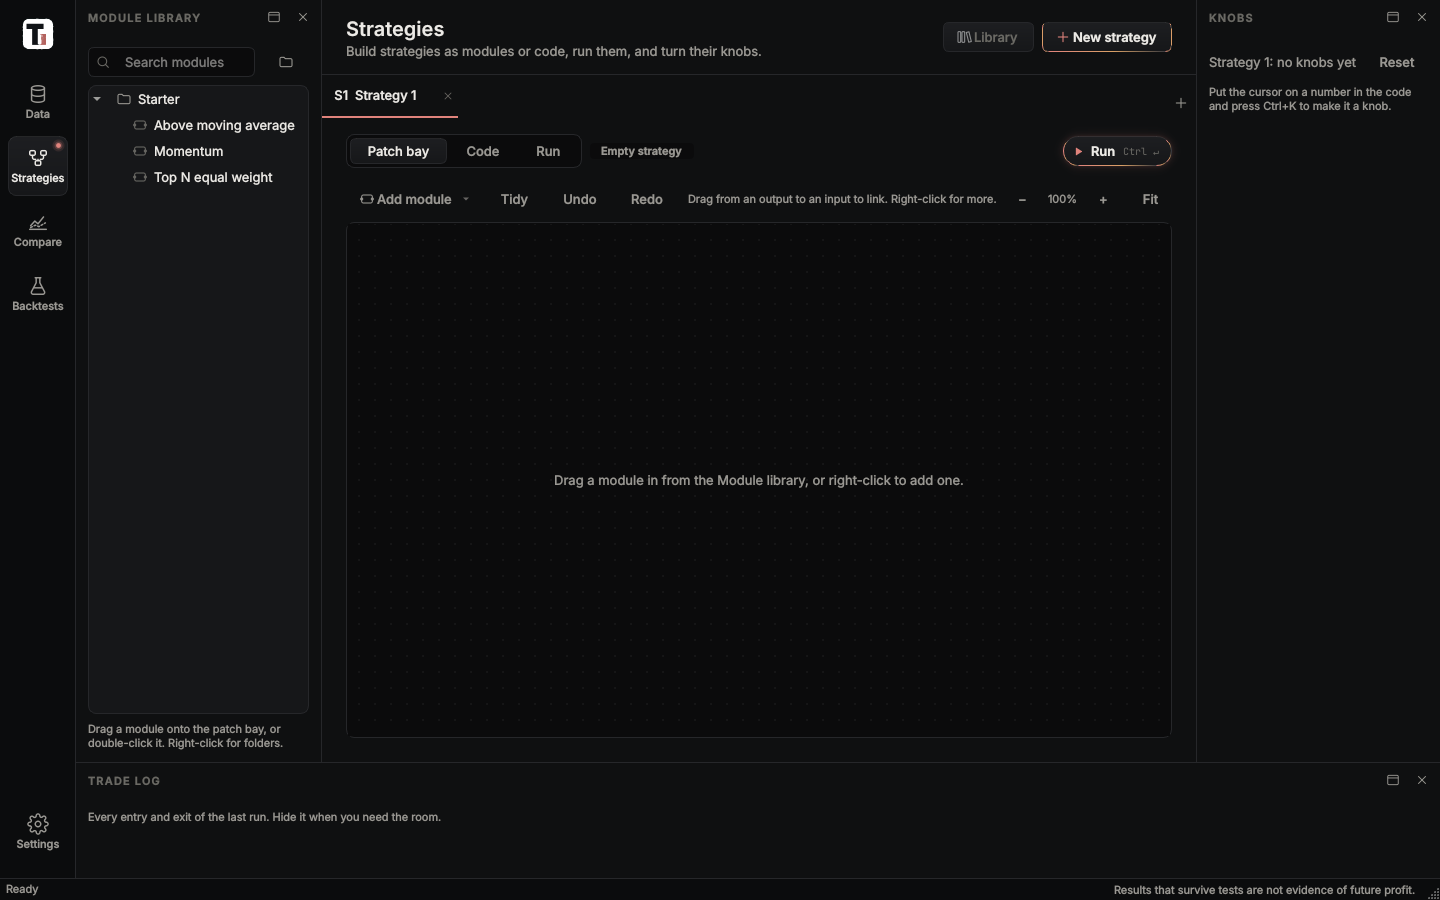 T
Data
Strategies
Compare
Backtests
Settings
MODULE LIBRARY
Search modules
Starter
Above moving average
Momentum
Top N equal weight
Drag a module onto the patch bay, or
double-click it. Right-click for folders.
Strategies
Build strategies as modules or code, run them, and turn their knobs.
Library
+ New strategy
S1 Strategy 1 ×
+
Patch bay Code Run Empty strategy
Run Ctrl ↵
Add module Tidy Undo Redo Drag from an output to an input to link. Right-click for more. − 100% + Fit
Drag a module in from the Module library, or right-click to add one.
KNOBS
Strategy 1: no knobs yet Reset
Put the cursor on a number in the code
and press Ctrl+K to make it a knob.
TRADE LOG
Every entry and exit of the last run. Hide it when you need the room.
Ready
Results that survive tests are not evidence of future profit.